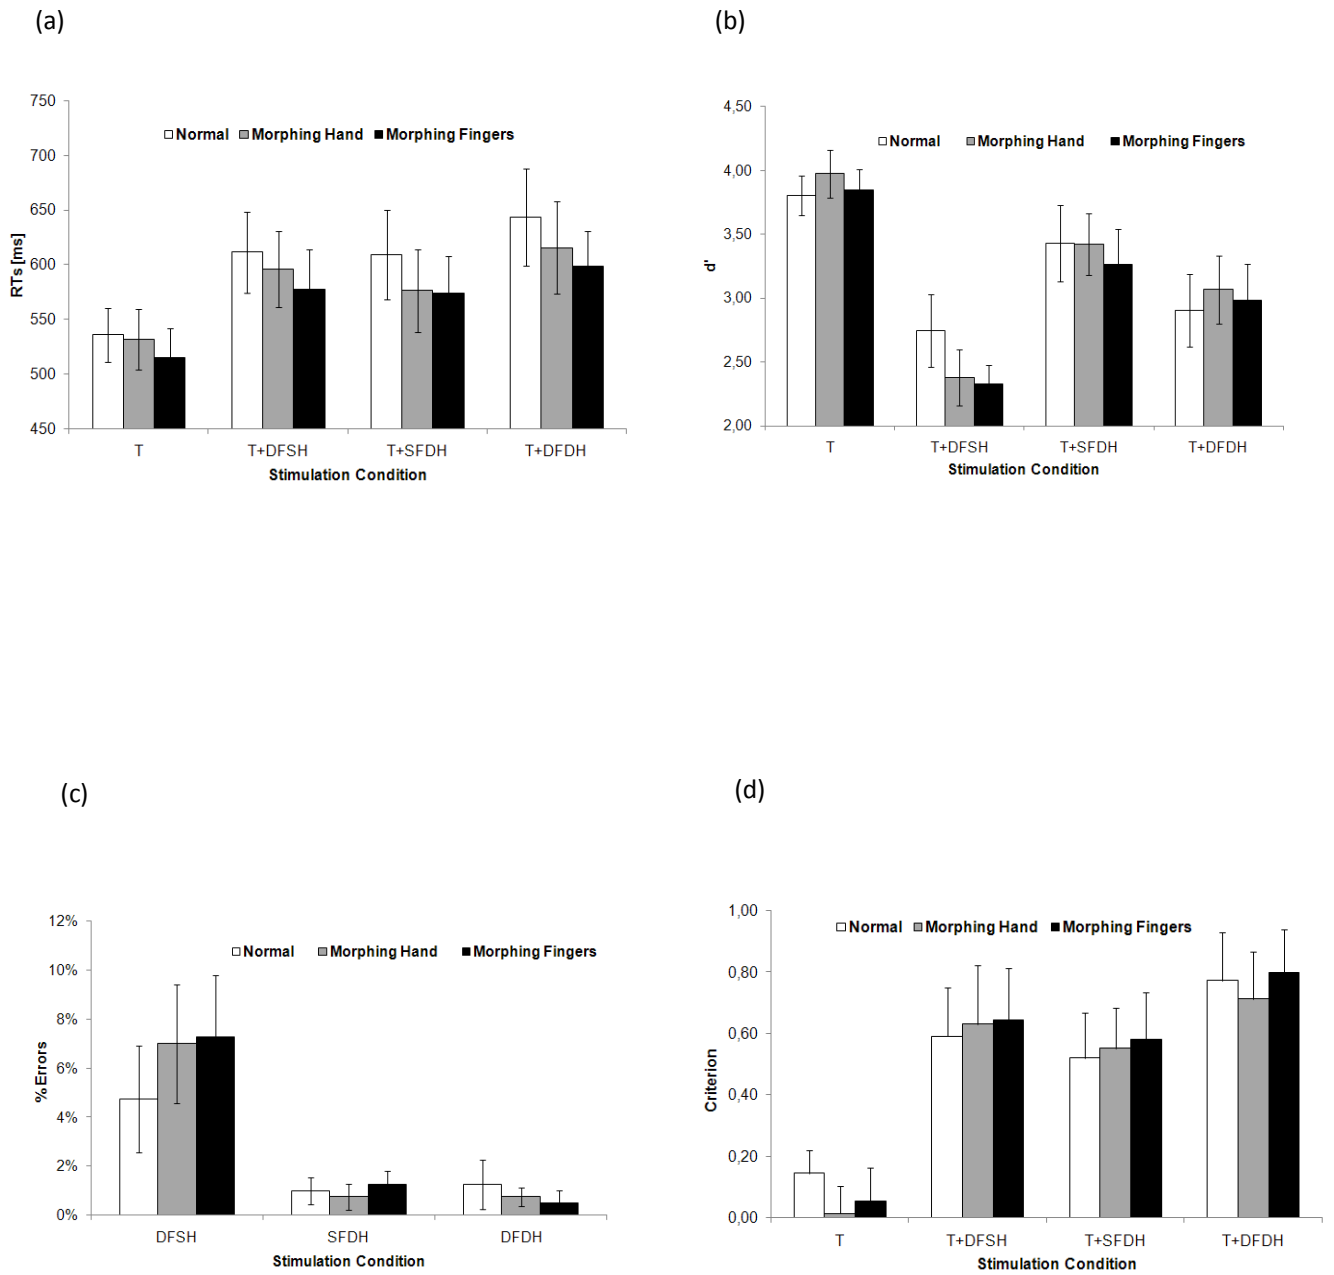 (a)
750
700
650
600
550
500
450
RTs [ms]
Normal Morphing Hand Morphing Fingers
T T+DFSH T+SFDH T+DFDH
Stimulation Condition
(b)
4,50
4,00
3,50
3,00
2,50
2,00
d'
Normal Morphing Hand Morphing Fingers
T T+DFSH T+SFDH T+DFDH
Stimulation Condition
(c)
12%
10%
8%
6%
4%
2%
0%
%Errors
Normal Morphing Hand Morphing Fingers
DFSH SFDH DFDH
Stimulation Condition
(d)
1,00
0,80
0,60
0,40
0,20
0,00
Criterion
Normal Morphing Hand Morphing Fingers
T T+DFSH T+SFDH T+DFDH
Stimulation Condition